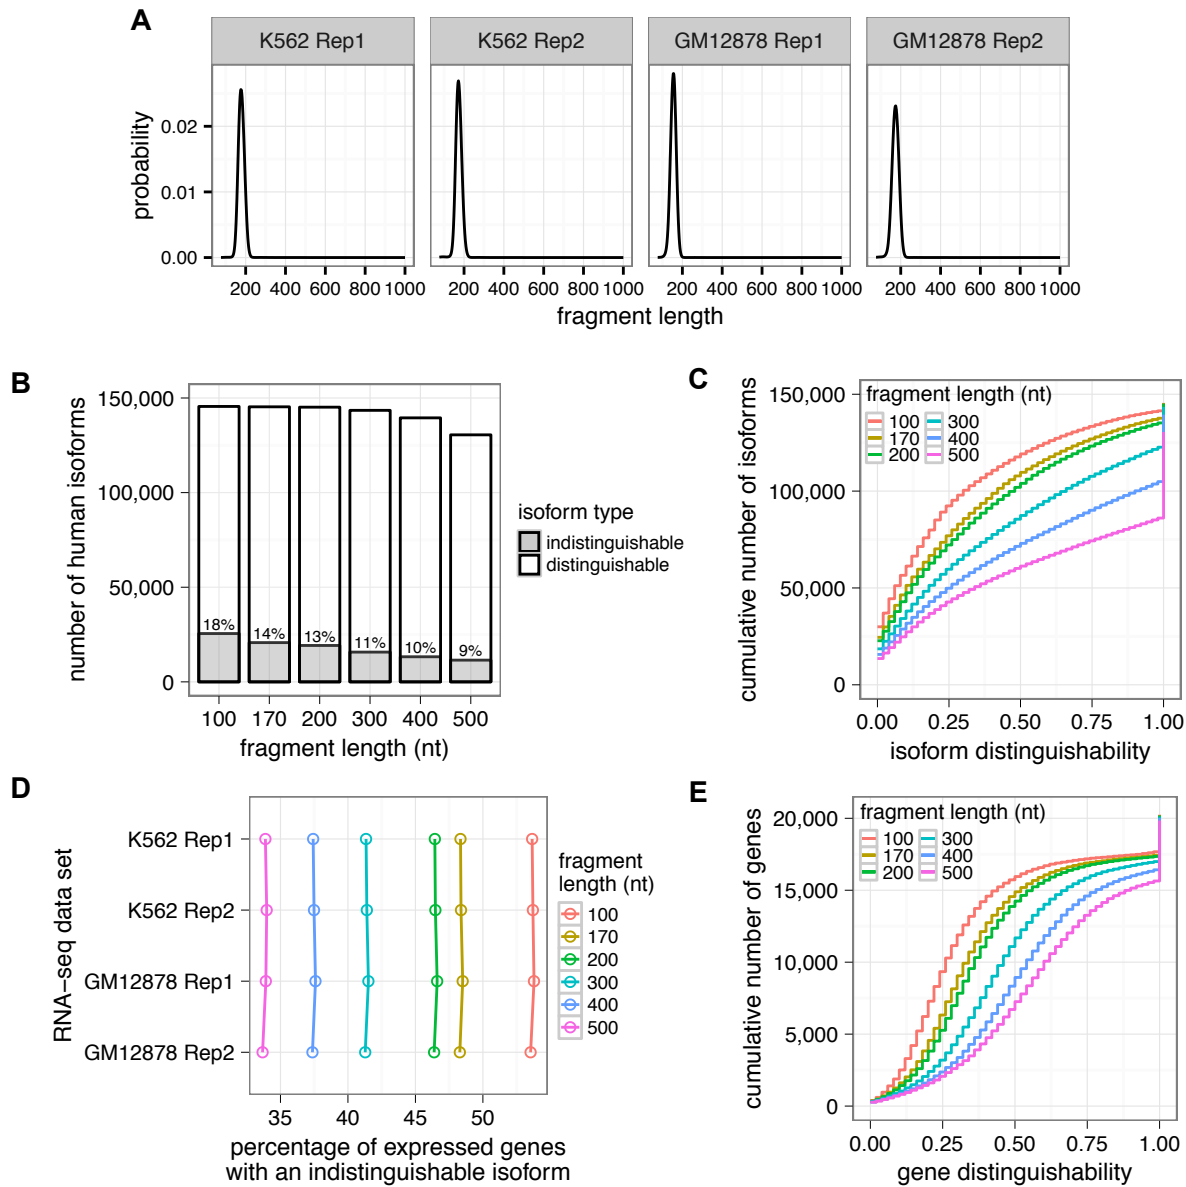 A
K562 Rep1
K562 Rep2
GM12878 Rep1
GM12878 Rep2
probability
0.02
0.01
0.00
200 400 600 800 1000
200 400 600 800 1000
200 400 600 800 1000
200 400 600 800 1000
fragment length
B
number of human isoforms
150,000
100,000
50,000
0
18%
14%
13%
11%
10%
9%
100 170 200 300 400 500
fragment length (nt)
isoform type
indistinguishable
distinguishable
C
cumulative number of isoforms
150,000
100,000
50,000
0
fragment length (nt)
100 300
170 400
200 500
0.00 0.25 0.50 0.75 1.00
isoform distinguishability
D
RNA-seq data set
K562 Rep1
K562 Rep2
GM12878 Rep1
GM12878 Rep2
35 40 45 50
percentage of expressed genes
with an indistinguishable isoform
fragment
length (nt)
100
170
200
300
400
500
E
cumulative number of genes
20,000
15,000
10,000
5,000
0
fragment length (nt)
100 300
170 400
200 500
0.00 0.25 0.50 0.75 1.00
gene distinguishability